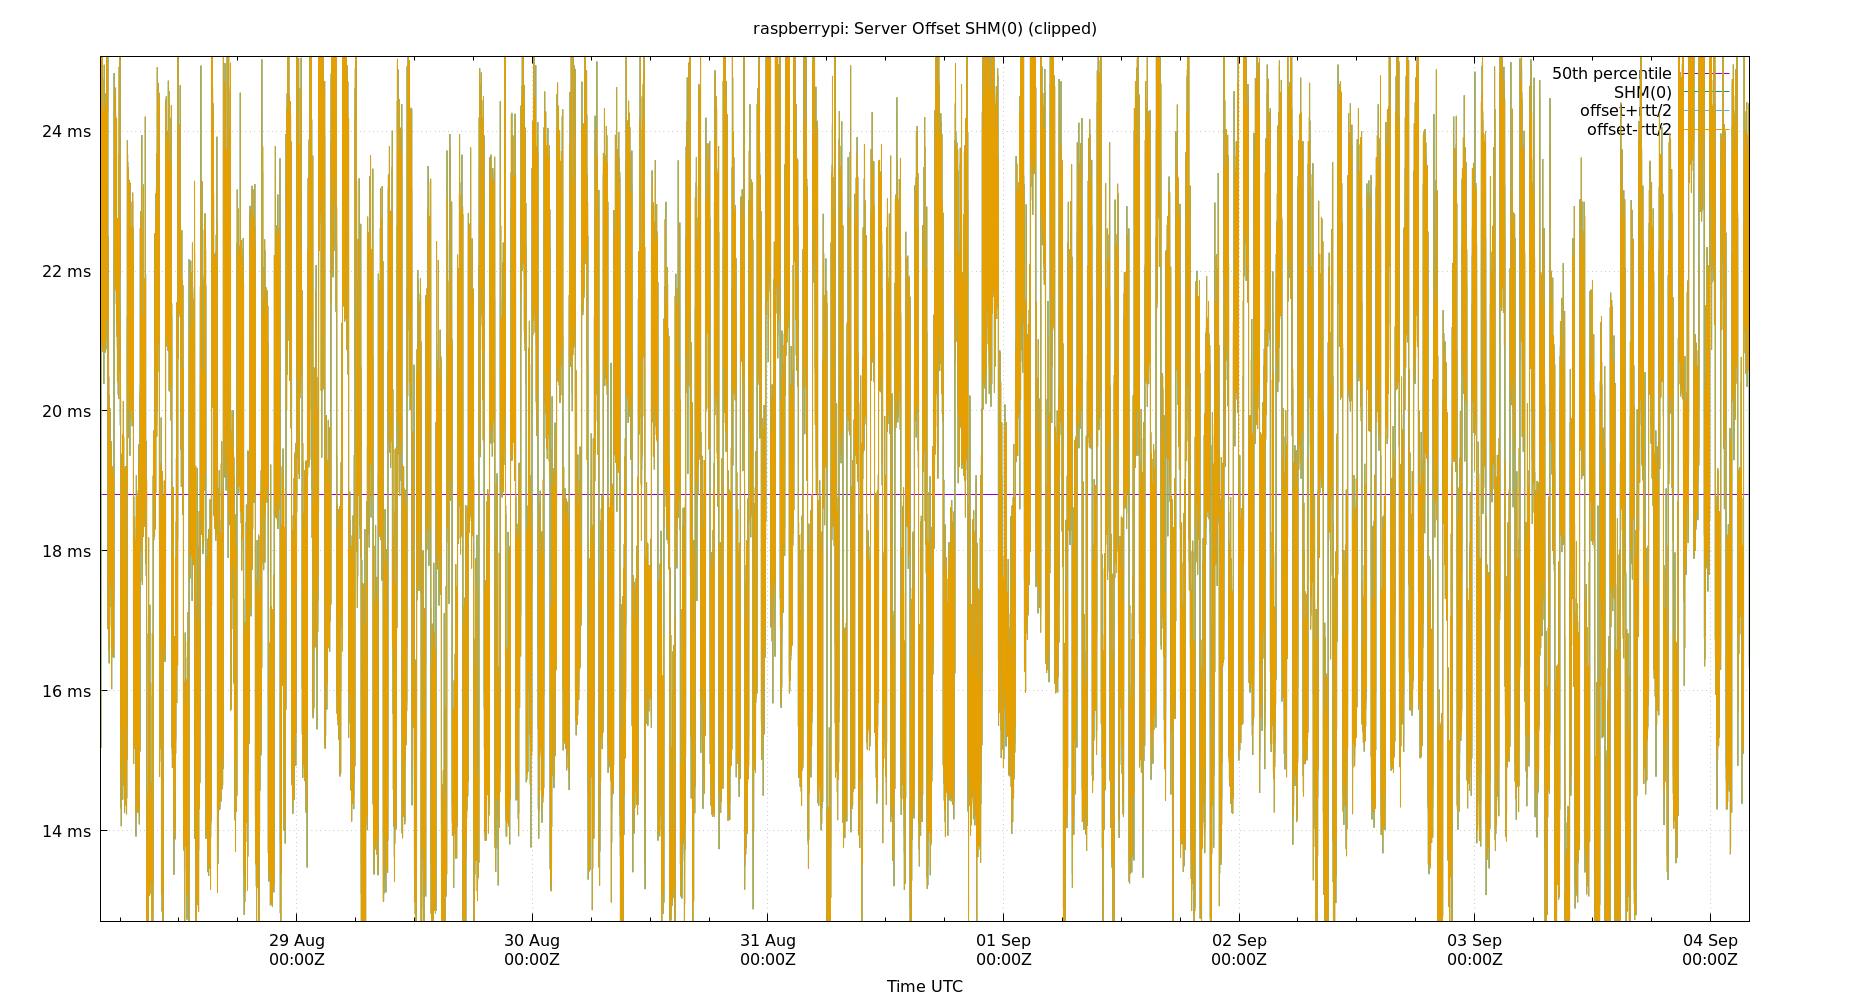 raspberrypi: Server Offset SHM(0) (clipped)
50th percentile
SHM(0)
offset+rtt/2
offset-rtt/2
24 ms
22 ms
20 ms
18 ms
16 ms
14 ms
29 Aug 30 Aug 31 Aug 01 Sep 02 Sep 03 Sep 04 Sep
00:00Z 00:00Z 00:00Z 00:00Z 00:00Z 00:00Z 00:00Z
Time UTC